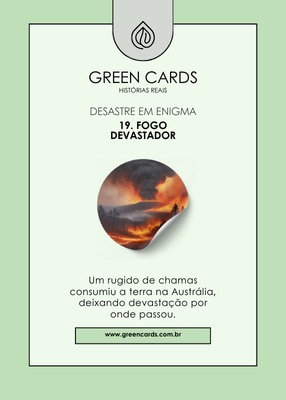 GREEN CARDS
HISTÓRIAS REAIS
DESASTRE EM ENIGMA
19. FOGO
DEVASTADOR
Um rugido de chamas
consumiu a terra na Austrália,
deixando devastação por
onde passou.
www.greencards.com.br